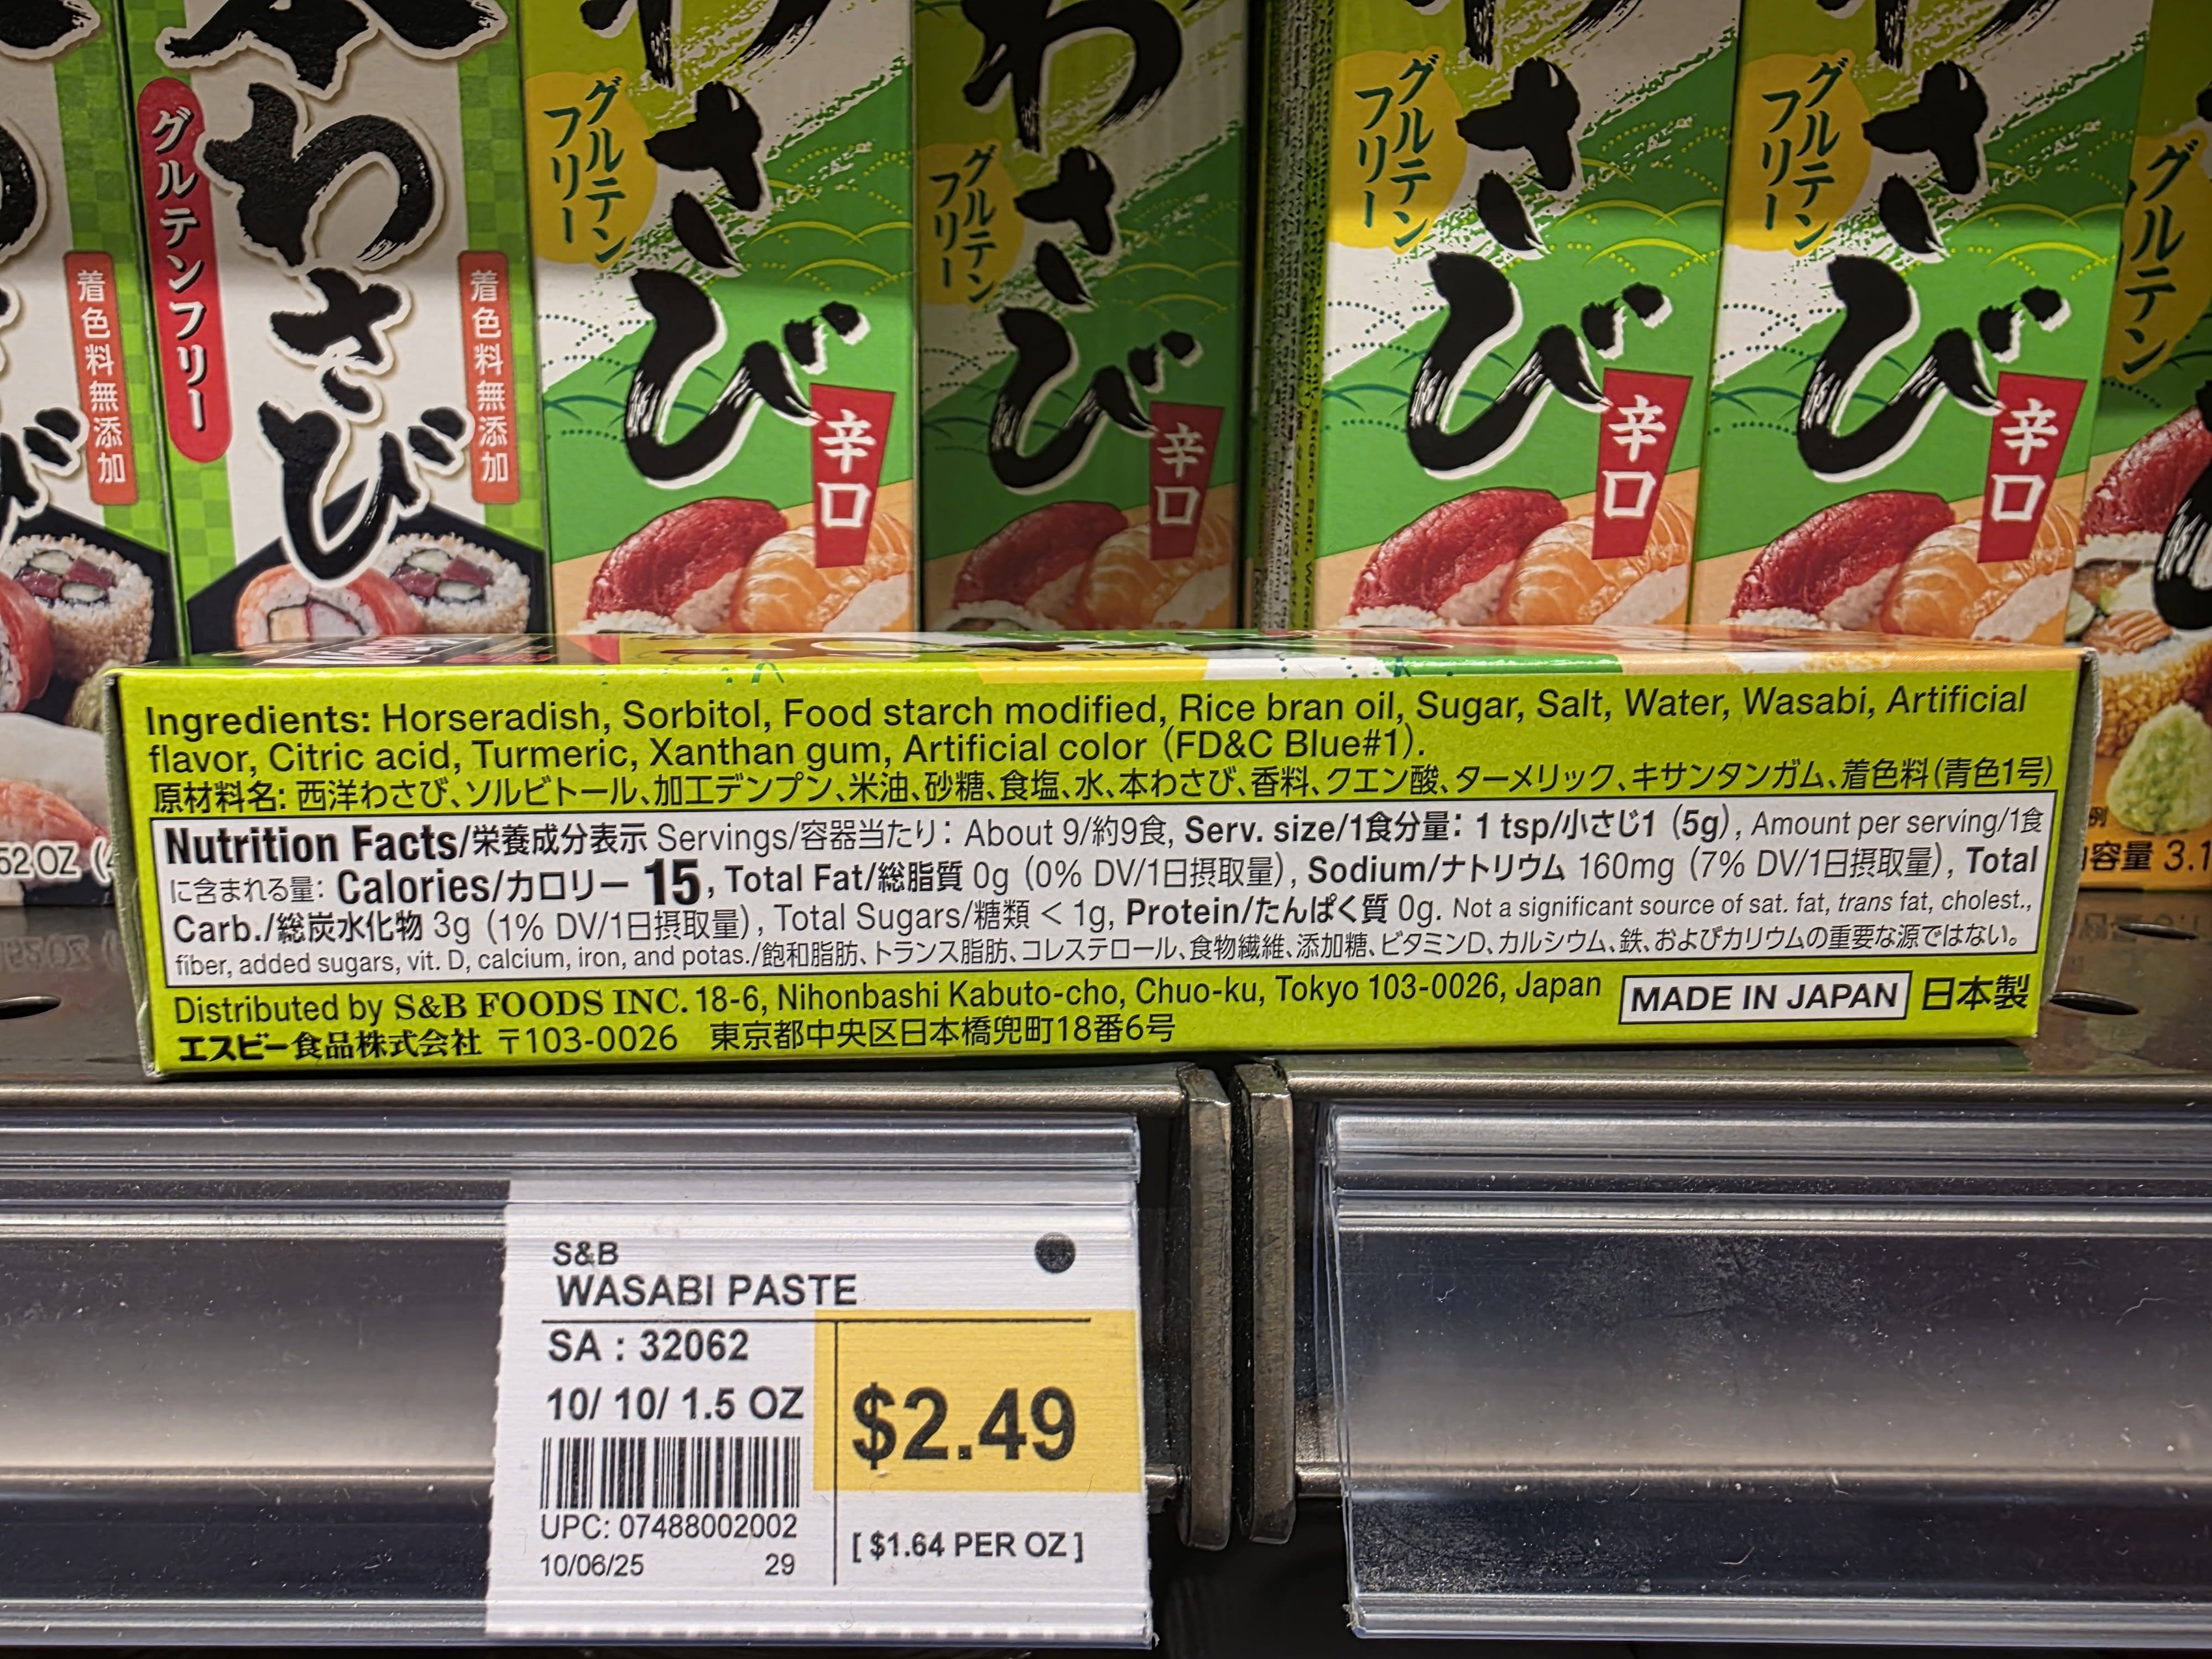 本わさび
グルテンフリー
着色料無添加
着色料無添加
わさび
グルテン
フリー
辛口
わさび
グルテン
フリー
辛口
わさび
グルテン
フリー
辛口
わさび
グルテン
フリー
辛口
グルテン
Ingredients: Horseradish, Sorbitol, Food starch modified, Rice bran oil, Sugar, Salt, Water, Wasabi, Artificial
flavor, Citric acid, Turmeric, Xanthan gum, Artificial color (FD&C Blue#1).
原材料名: 西洋わさび、ソルビトール、加工デンプン、米油、砂糖、食塩、水、本わさび、香料、クエン酸、ターメリック、キサンタンガム、着色料(青色1号)
Nutrition Facts/栄養成分表示 Servings/容器当たり: About 9/約9食, Serv. size/1食分量: 1 tsp/小さじ1 (5g), Amount per serving/1食
に含まれる量: Calories/カロリー 15, Total Fat/総脂質 0g (0% DV/1日摂取量), Sodium/ナトリウム 160mg (7% DV/1日摂取量), Total
Carb./総炭水化物 3g (1% DV/1日摂取量), Total Sugars/糖類 < 1g, Protein/たんぱく質 0g. Not a significant source of sat. fat, trans fat, cholest.,
fiber, added sugars, vit. D, calcium, iron, and potas./飽和脂肪、トランス脂肪、コレステロール、食物繊維、添加糖、ビタミンD、カルシウム、鉄、およびカリウムの重要な源ではない。
Distributed by S&B FOODS INC. 18-6, Nihonbashi Kabuto-cho, Chuo-ku, Tokyo 103-0026, Japan
MADE IN JAPAN 日本製
エスビー食品株式会社 〒103-0026 東京都中央区日本橋兜町18番6号
52 OZ
内容量 3.1
S&B
WASABI PASTE
SA : 32062
10/ 10/ 1.5 OZ
$2.49
UPC: 07488002002
10/06/25 29
[ $1.64 PER OZ ]